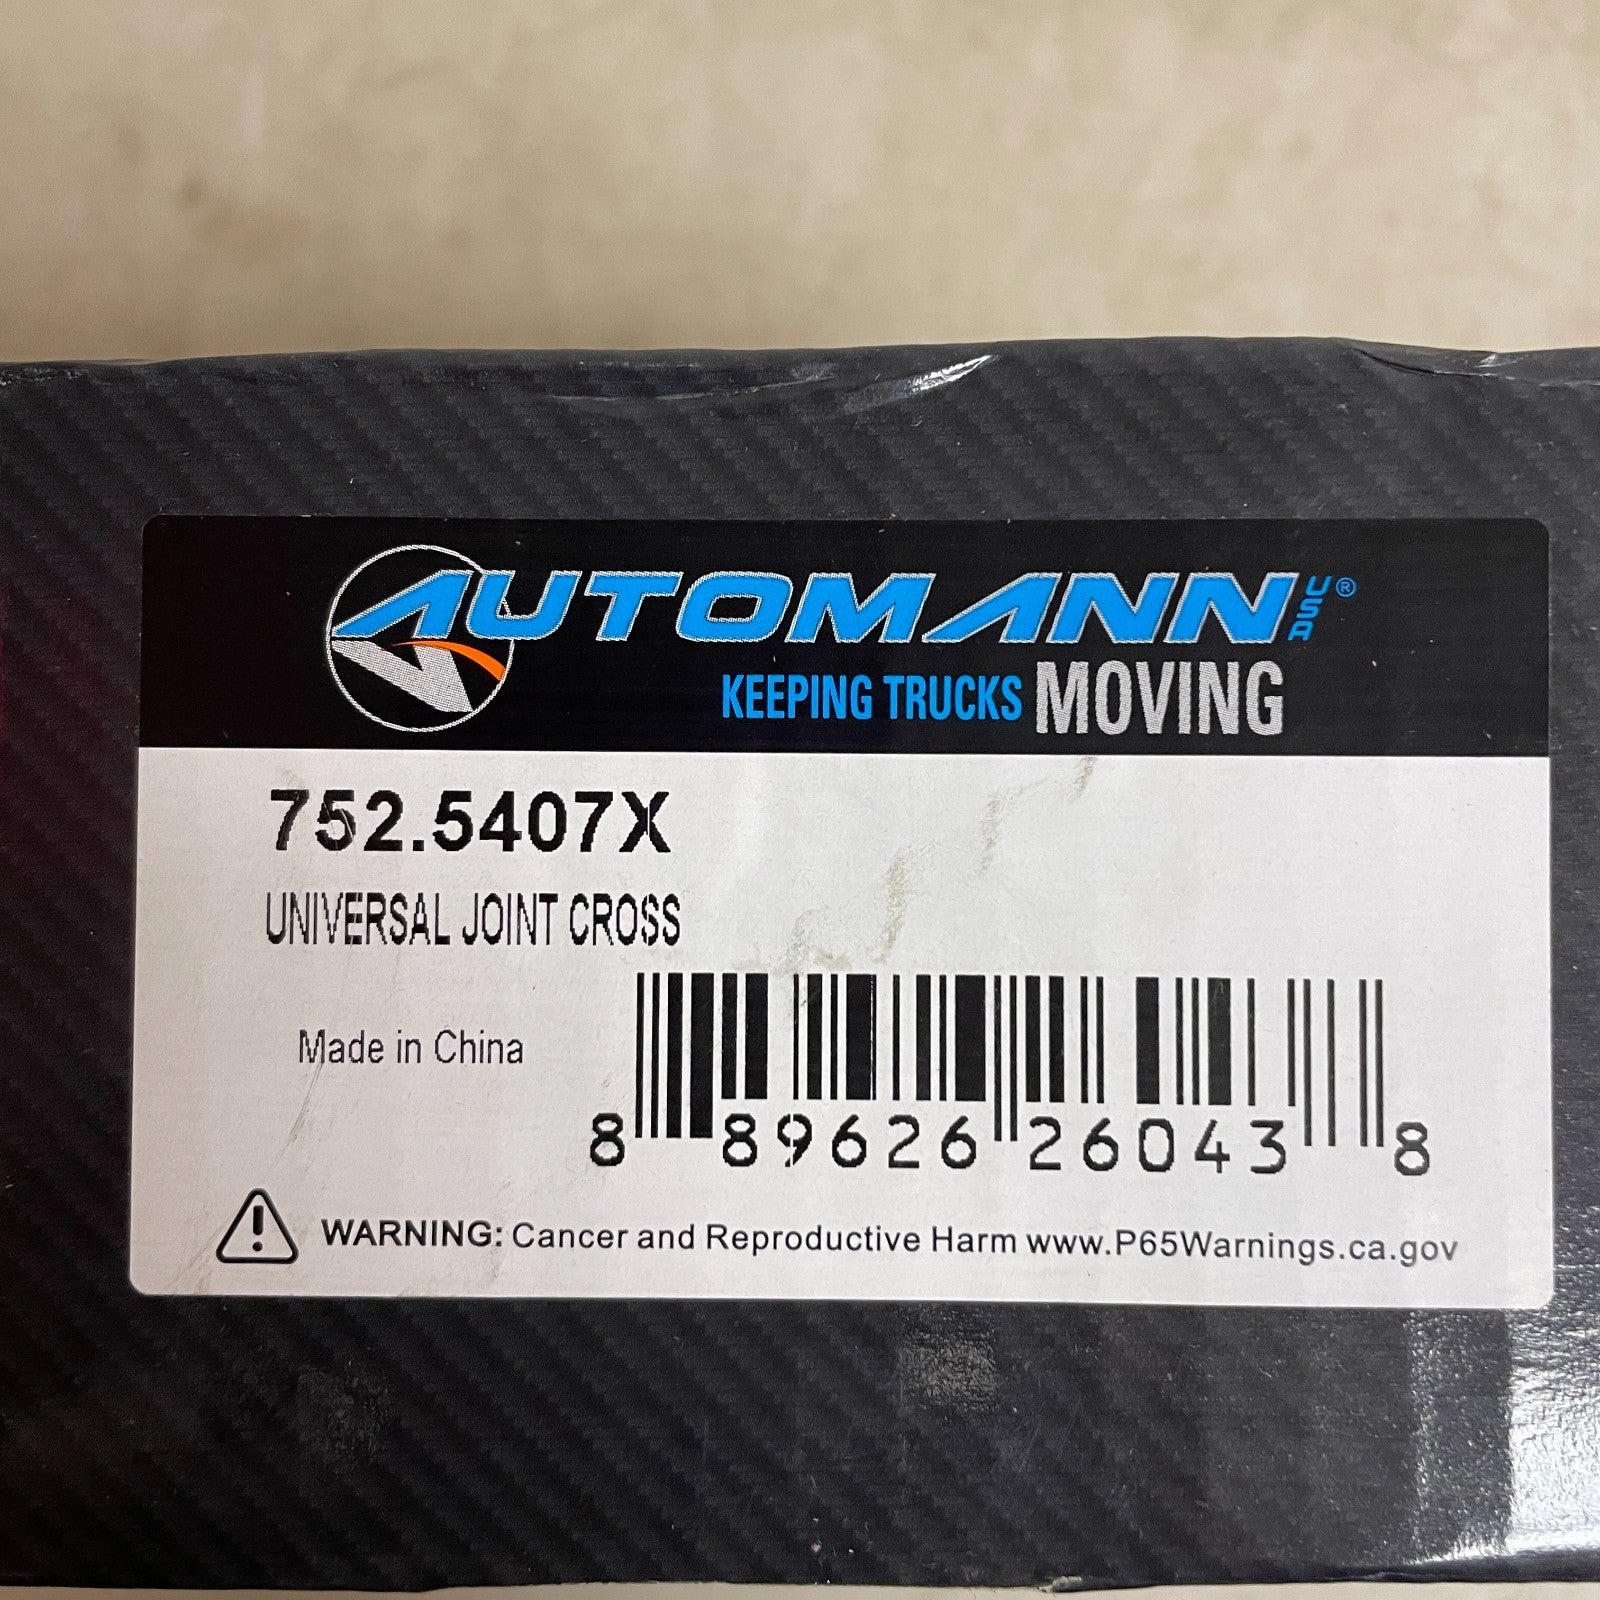 AUTOMANN USA®
KEEPING TRUCKS MOVING
752.5407X
UNIVERSAL JOINT CROSS
Made in China
8 89626 26043 8
WARNING: Cancer and Reproductive Harm www.P65Warnings.ca.gov